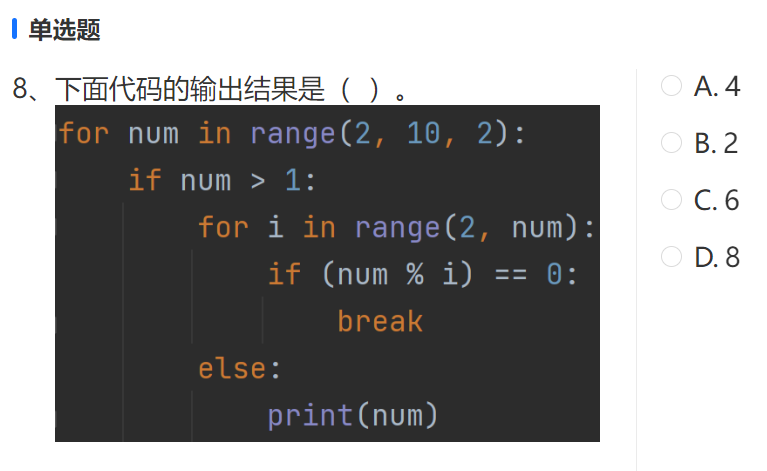 单选题
8、下面代码的输出结果是（ ）。
for num in range(2, 10, 2):
    if num > 1:
        for i in range(2, num):
            if (num % i) == 0:
                break
        else:
            print(num)
A. 4
B. 2
C. 6
D. 8